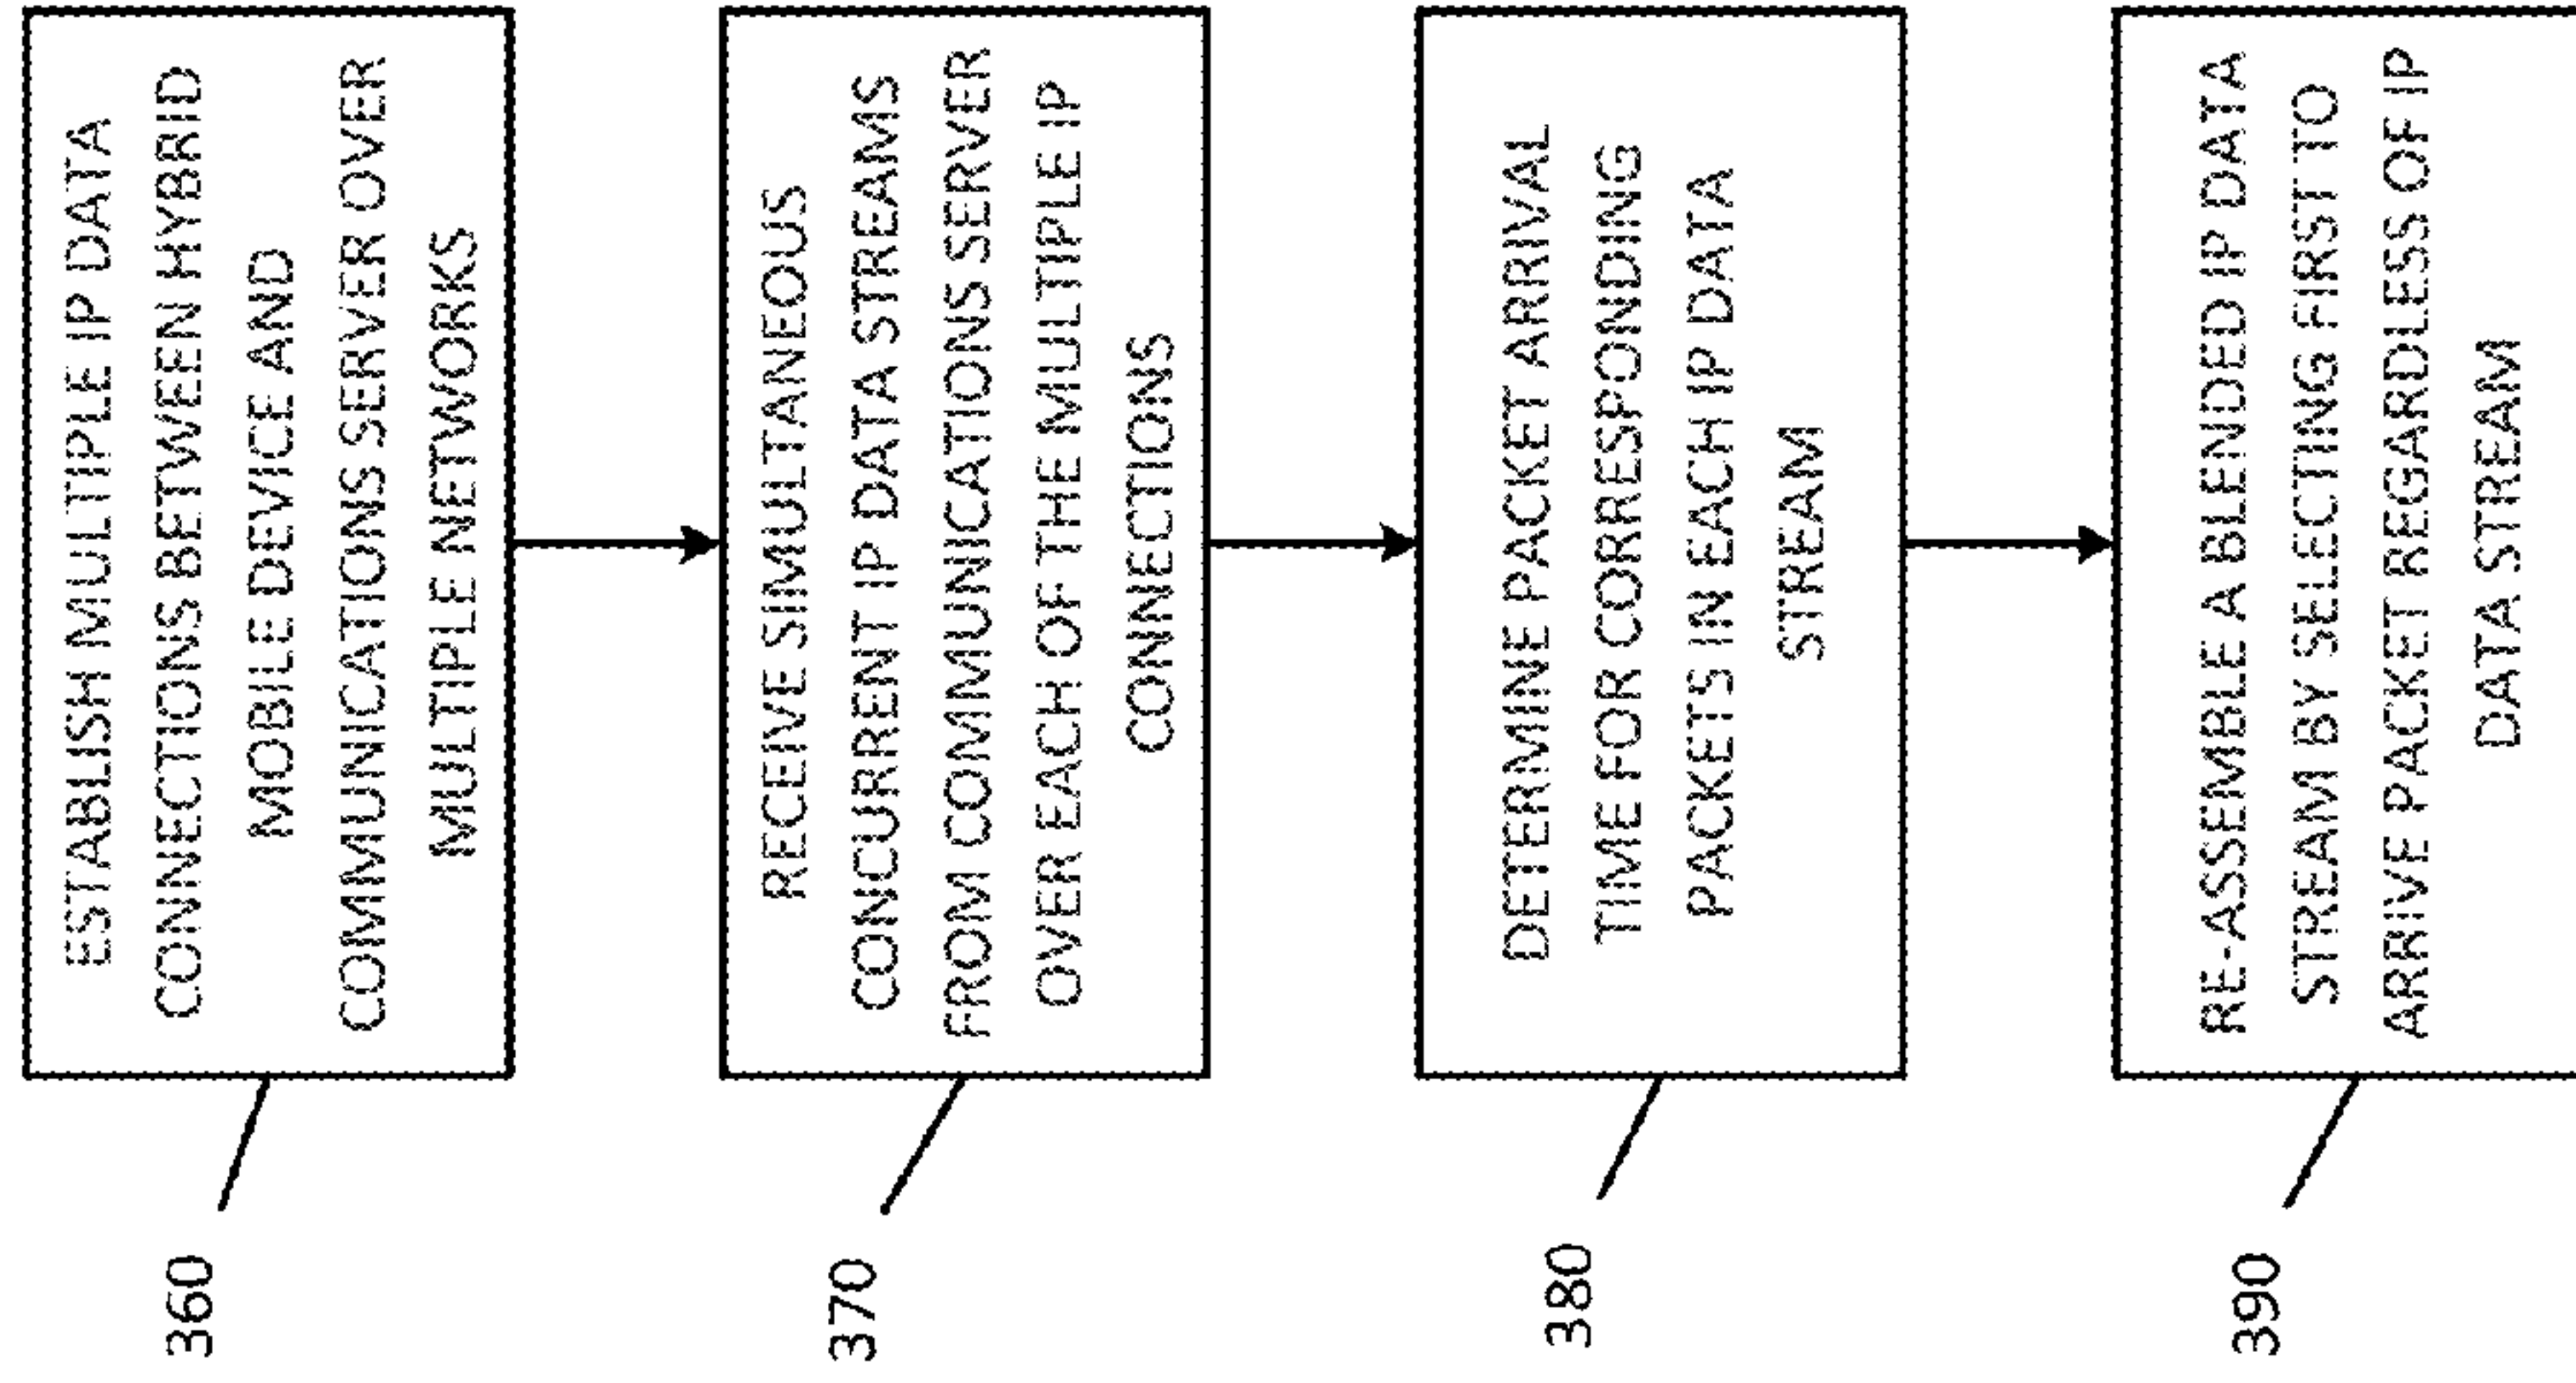 360
ESTABLISH MULTIPLE IP DATA
CONNECTIONS BETWEEN HYBRID
MOBILE DEVICE AND
COMMUNICATIONS SERVER OVER
MULTIPLE NETWORKS
370
RECEIVE SIMULTANEOUS
CONCURRENT IP DATA STREAMS
FROM COMMUNICATIONS SERVER
OVER EACH OF THE MULTIPLE IP
CONNECTIONS
380
DETERMINE PACKET ARRIVAL
TIME FOR CORRESPONDING
PACKETS IN EACH IP DATA
STREAM
390
RE-ASSEMBLE A BLENDED IP DATA
STREAM BY SELECTING FIRST TO
ARRIVE PACKET REGARDLESS OF IP
DATA STREAM